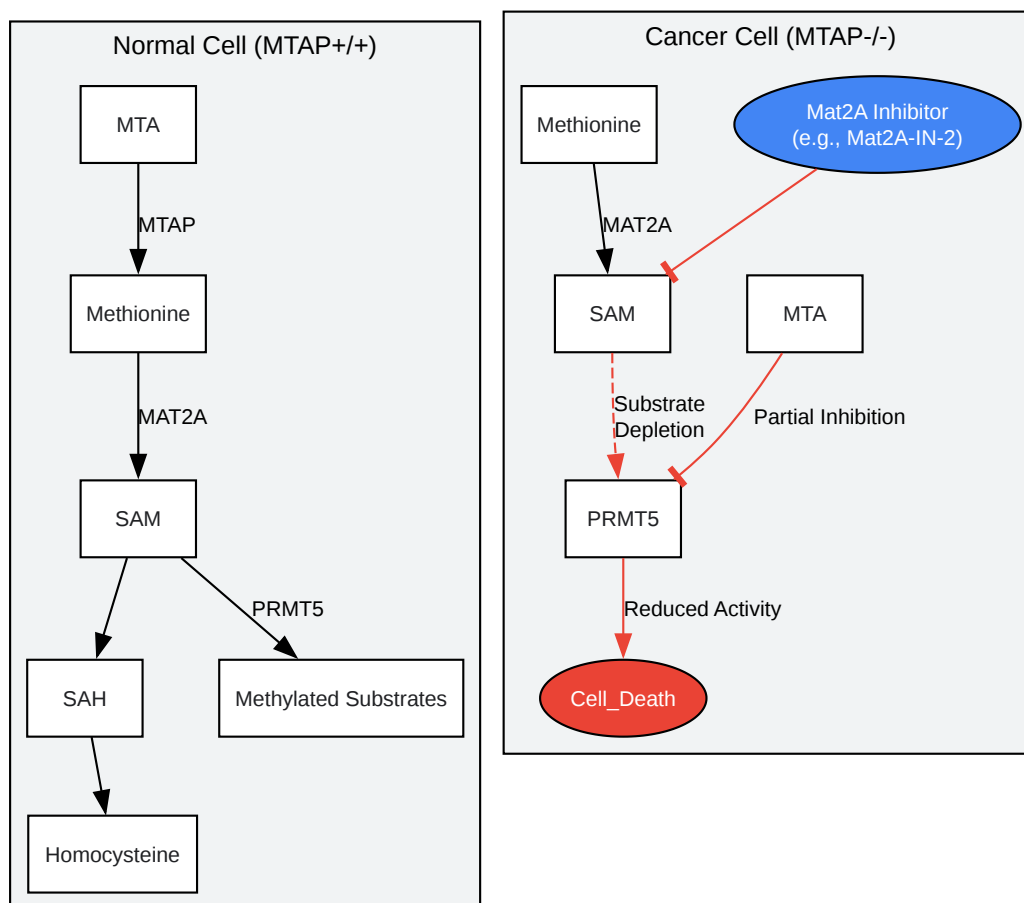 Normal Cell (MTAP+/+)
MTA
MTAP
Methionine
MAT2A
SAM
PRMT5
SAH
Methylated Substrates
Homocysteine
Cancer Cell (MTAP-/-)
Methionine
Mat2A Inhibitor
(e.g., Mat2A-IN-2)
MAT2A
SAM
MTA
Substrate
Depletion
Partial Inhibition
PRMT5
Reduced Activity
Cell_Death